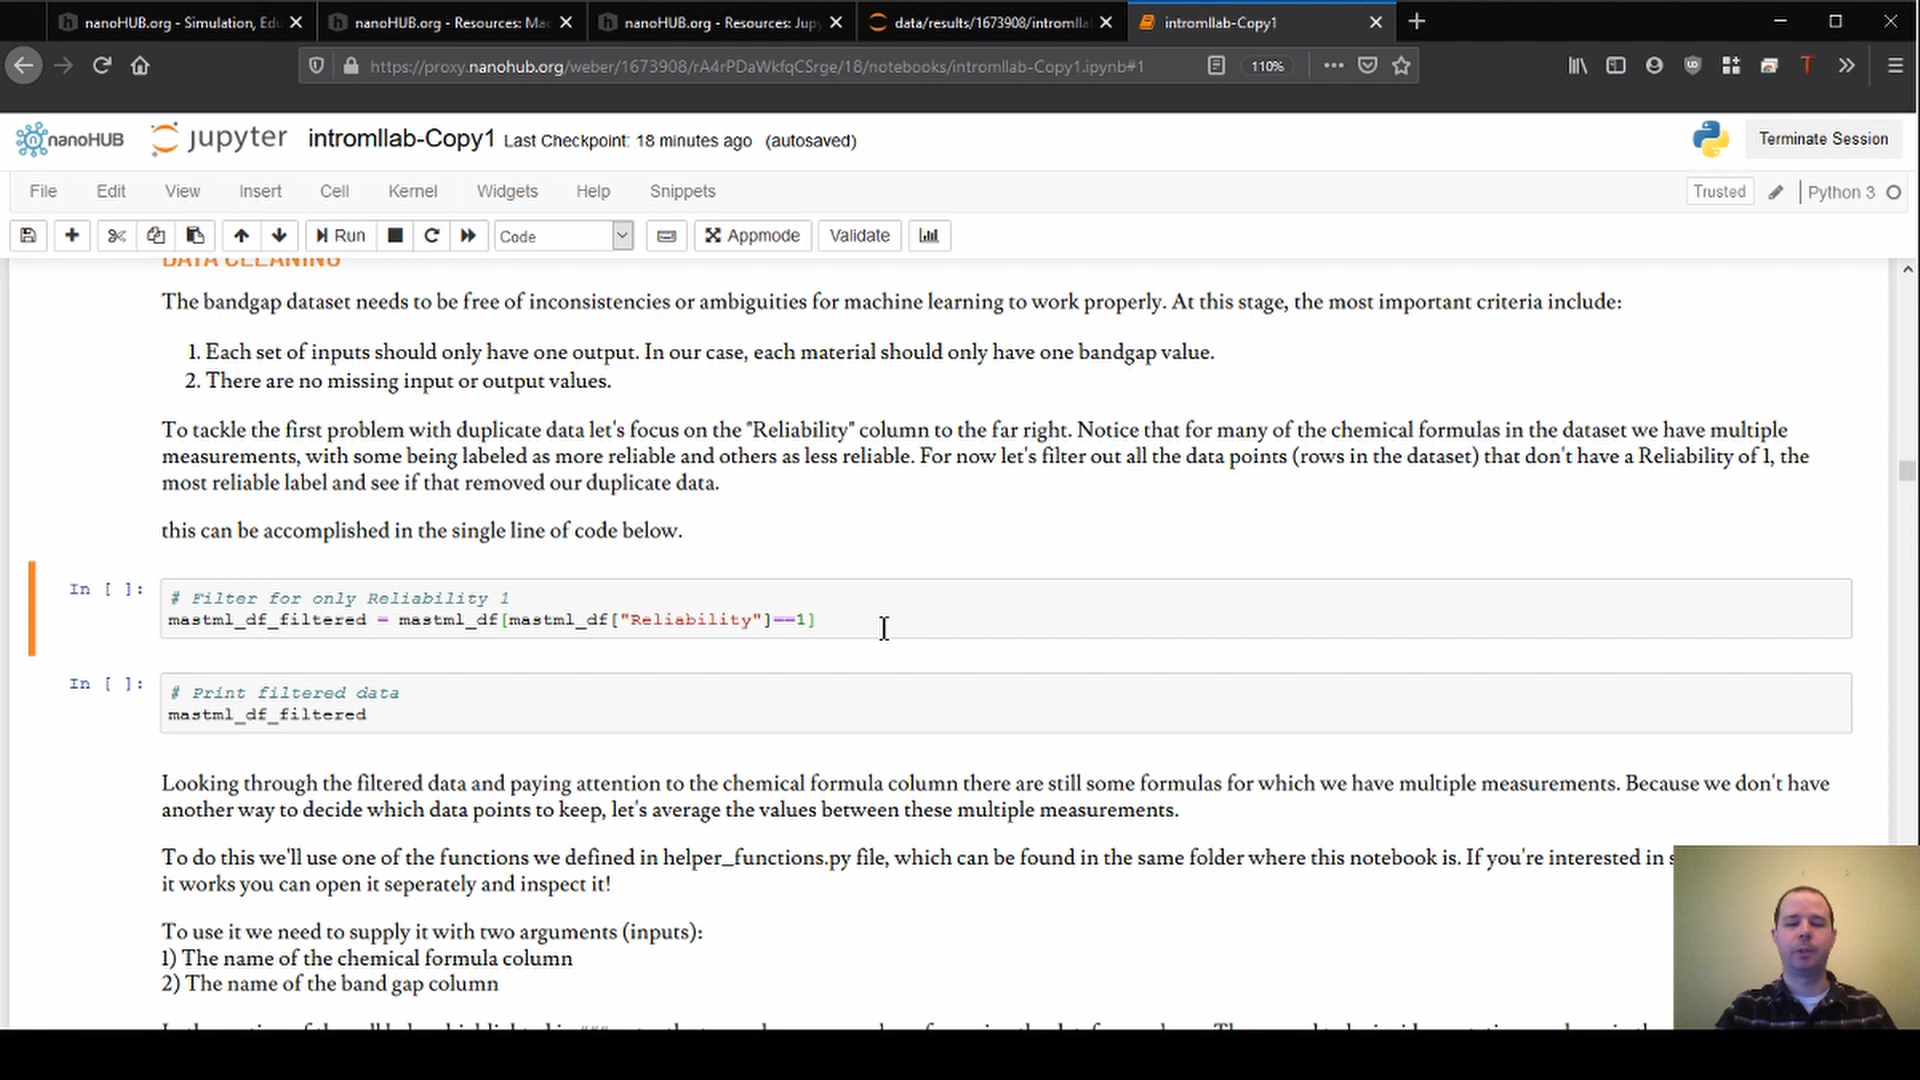 nanoHUB.org - Simulation, Edu
nanoHUB.org - Resources: Mac
nanoHUB.org - Resources: Jupy
data/results/1673908/intromlla
intromllab-Copy1
https://proxy.nanohub.org/weber/1673908/rA4rPDaWkfqCSrge/18/notebooks/intromllab-Copy1.ipynb#1
110%
nanoHUB
jupyter
intromllab-Copy1 Last Checkpoint: 18 minutes ago (autosaved)
Terminate Session
File Edit View Insert Cell Kernel Widgets Help Snippets
Trusted
Python 3
Run
Code
Appmode
Validate
DATA CLEANING
The bandgap dataset needs to be free of inconsistencies or ambiguities for machine learning to work properly. At this stage, the most important criteria include:
1. Each set of inputs should only have one output. In our case, each material should only have one bandgap value.
2. There are no missing input or output values.
To tackle the first problem with duplicate data let's focus on the "Reliability" column to the far right. Notice that for many of the chemical formulas in the dataset we have multiple
measurements, with some being labeled as more reliable and others as less reliable. For now let's filter out all the data points (rows in the dataset) that don't have a Reliability of 1, the
most reliable label and see if that removed our duplicate data.
this can be accomplished in the single line of code below.
In [ ]:
# Filter for only Reliability 1
mastml_df_filtered = mastml_df[mastml_df["Reliability"]==1]
In [ ]:
# Print filtered data
mastml_df_filtered
Looking through the filtered data and paying attention to the chemical formula column there are still some formulas for which we have multiple measurements. Because we don't have
another way to decide which data points to keep, let's average the values between these multiple measurements.
To do this we'll use one of the functions we defined in helper_functions.py file, which can be found in the same folder where this notebook is. If you're interested in s
it works you can open it seperately and inspect it!
To use it we need to supply it with two arguments (inputs):
1) The name of the chemical formula column
2) The name of the band gap column